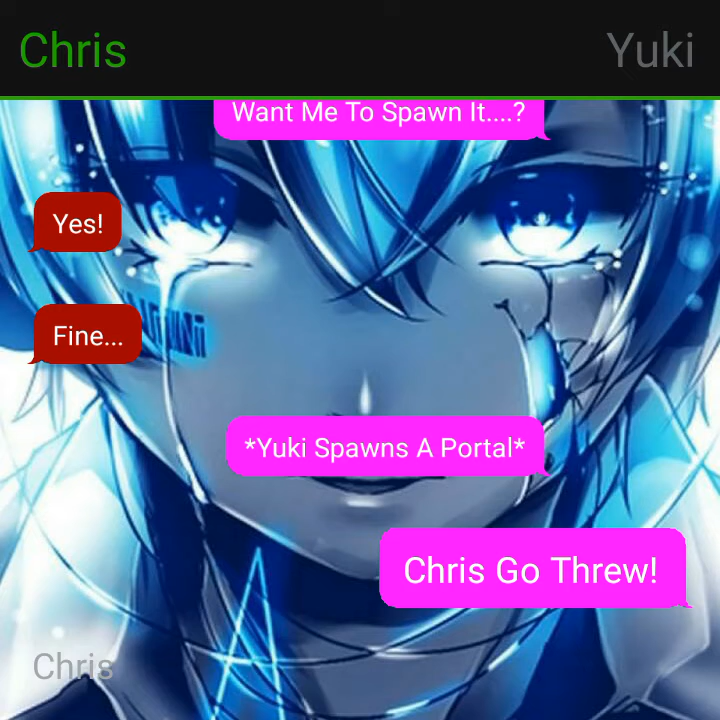 Chris Yuki
Want Me To Spawn It....?
Yes!
Fine...
*Yuki Spawns A Portal*
Chris Go Threw!
Chris